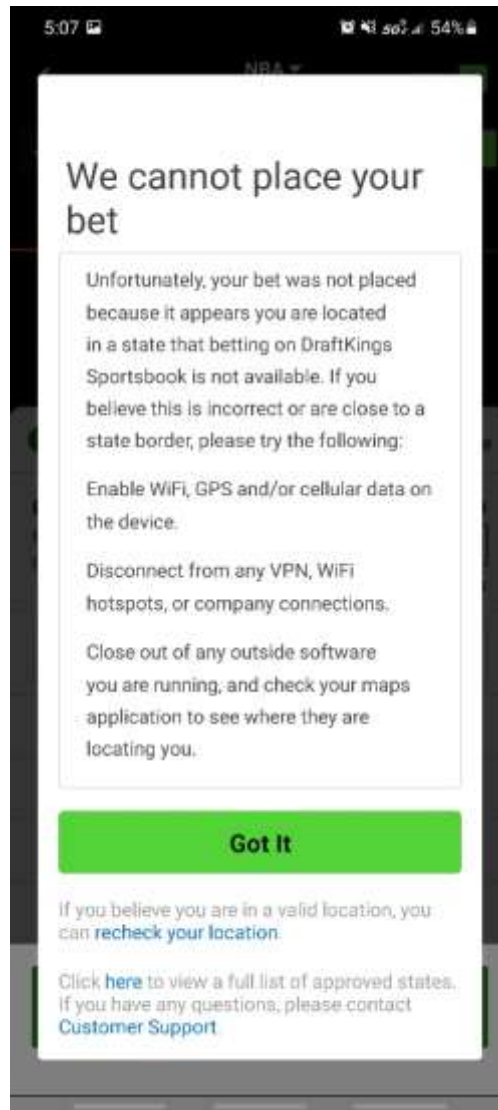 5:07
5G 54%
NBA
We cannot place your
bet
Unfortunately, your bet was not placed
because it appears you are located
in a state that betting on DraftKings
Sportsbook is not available. If you
believe this is incorrect or are close to a
state border, please try the following:
Enable WiFi, GPS and/or cellular data on
the device.
Disconnect from any VPN, WiFi
hotspots, or company connections.
Close out of any outside software
you are running, and check your maps
application to see where they are
locating you.
Got It
If you believe you are in a valid location, you
can recheck your location.
Click here to view a full list of approved states.
If you have any questions, please contact
Customer Support